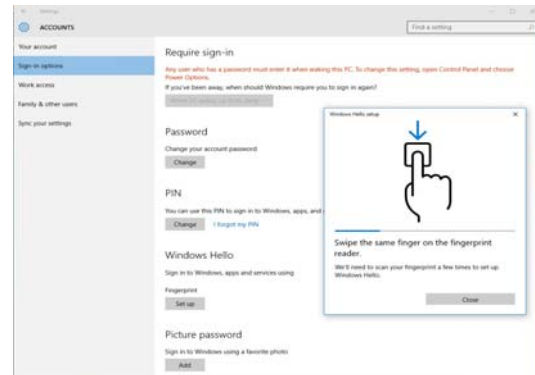 Settings
ACCOUNTS
Find a setting
Your account
Sign-in options
Work access
Family & other users
Sync your settings
Require sign-in
Any user who has a password must enter it when waking this PC. To change this setting, open Control Panel and choose
Power Options.
If you've been away, when should Windows require you to sign in again?
Password
Change your account password
Change
PIN
You can use this PIN to sign in to Windows, apps, and
Change
I forgot my PIN
Windows Hello
Sign in to Windows, apps and services using
Fingerprint
Set up
Picture password
Sign in to Windows using a favorite photo
Add
Windows Hello setup
Swipe the same finger on the fingerprint
reader.
We'll need to scan your fingerprint a few times to set up
Windows Hello.
Close